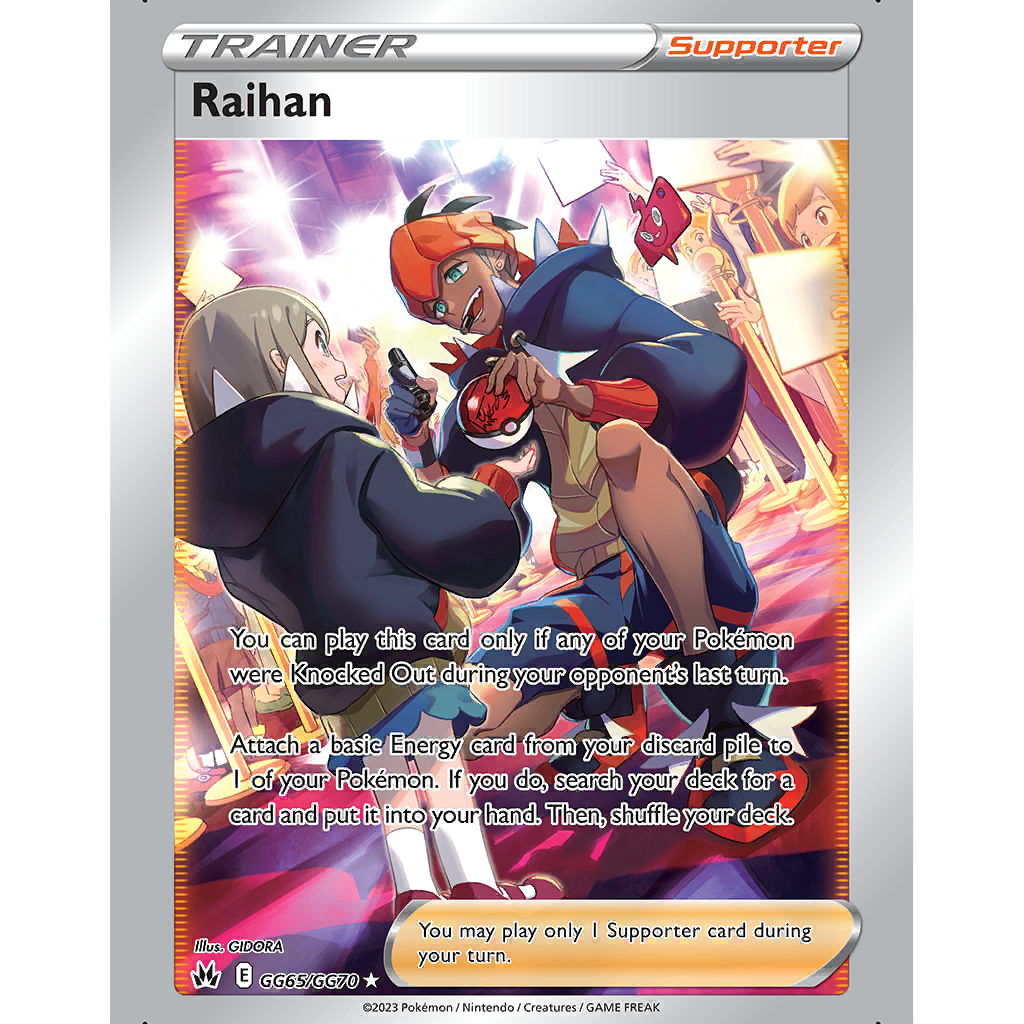 TRAINER Supporter
Raihan
You can play this card only if any of your Pokémon
were Knocked Out during your opponent's last turn.
Attach a basic Energy card from your discard pile to
1 of your Pokémon. If you do, search your deck for a
card and put it into your hand. Then, shuffle your deck.
You may play only 1 Supporter card during
your turn.
Illus. GIDORA
E GG65/GG70
©2023 Pokémon / Nintendo / Creatures / GAME FREAK